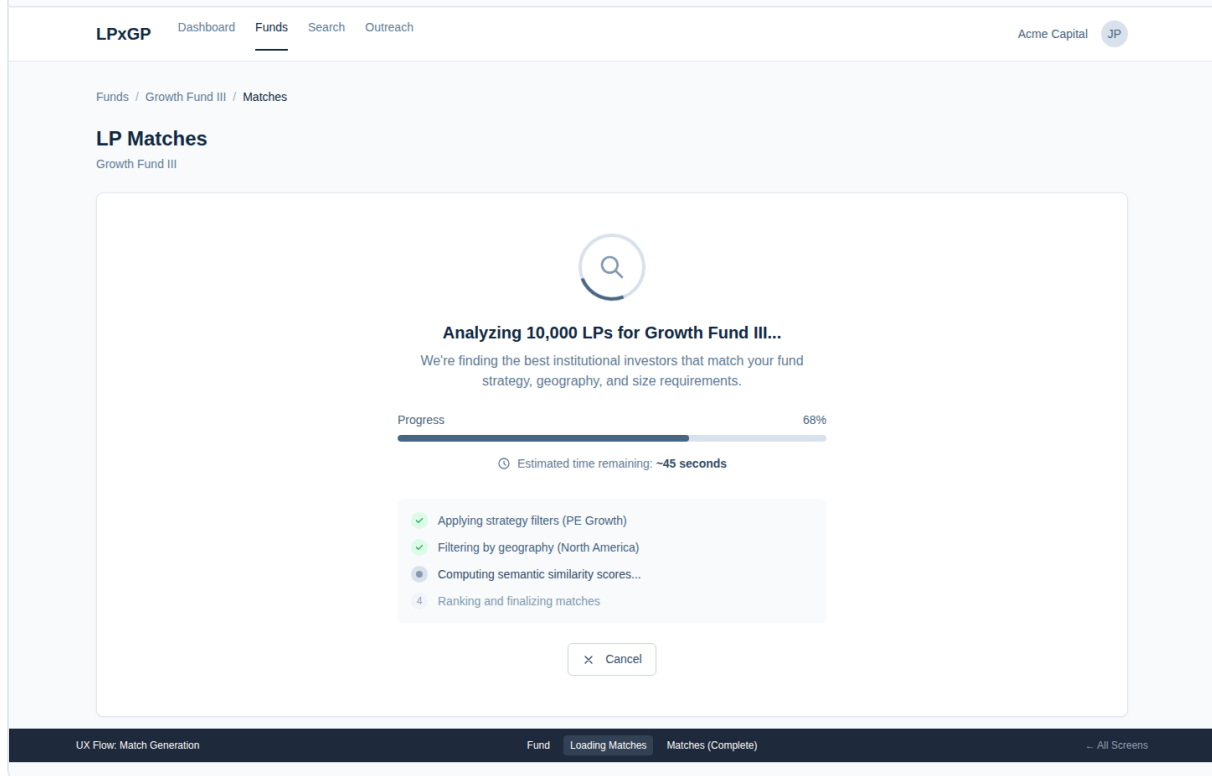 LPxGP Dashboard Funds Search Outreach Acme Capital JP
Funds / Growth Fund III / Matches
LP Matches
Growth Fund III
Analyzing 10,000 LPs for Growth Fund III...
We're finding the best institutional investors that match your fund
strategy, geography, and size requirements.
Progress 68%
Estimated time remaining: ~45 seconds
Applying strategy filters (PE Growth)
Filtering by geography (North America)
Computing semantic similarity scores...
4 Ranking and finalizing matches
Cancel
UX Flow: Match Generation Fund Loading Matches Matches (Complete) ← All Screens